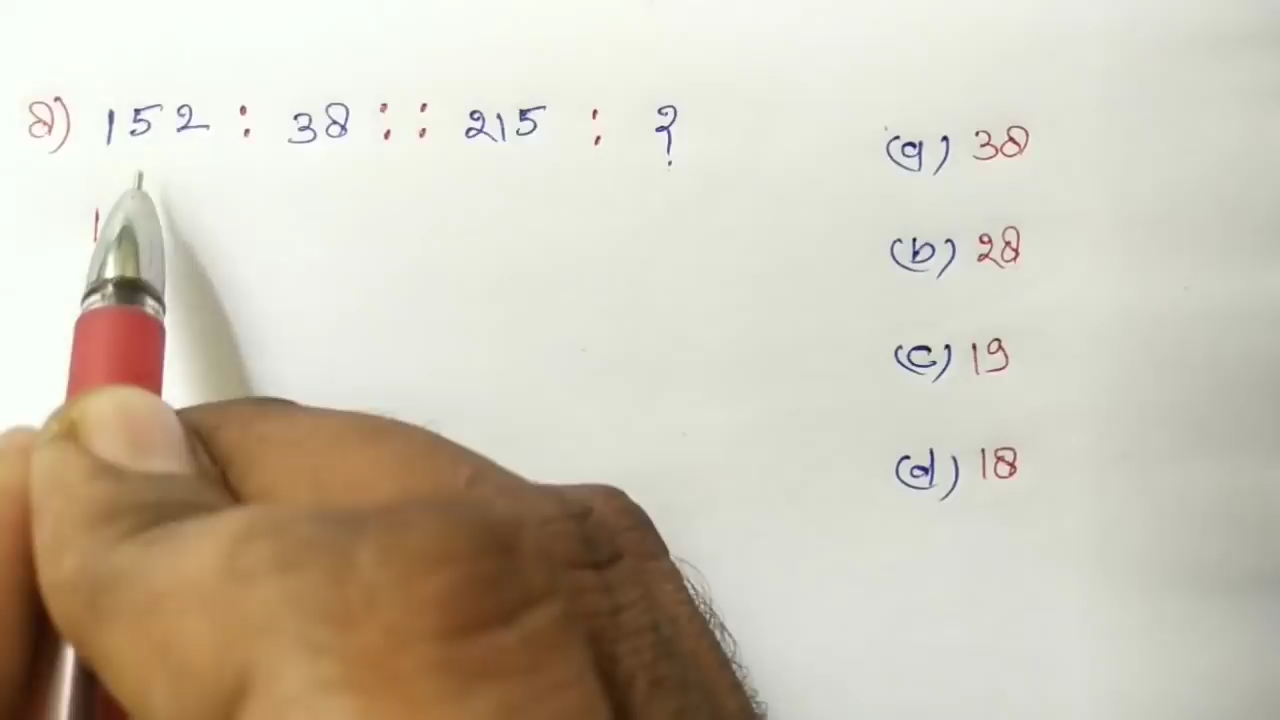 8) 152 : 38 :: 215 : ?
(a) 38
(b) 28
(c) 19
(d) 18